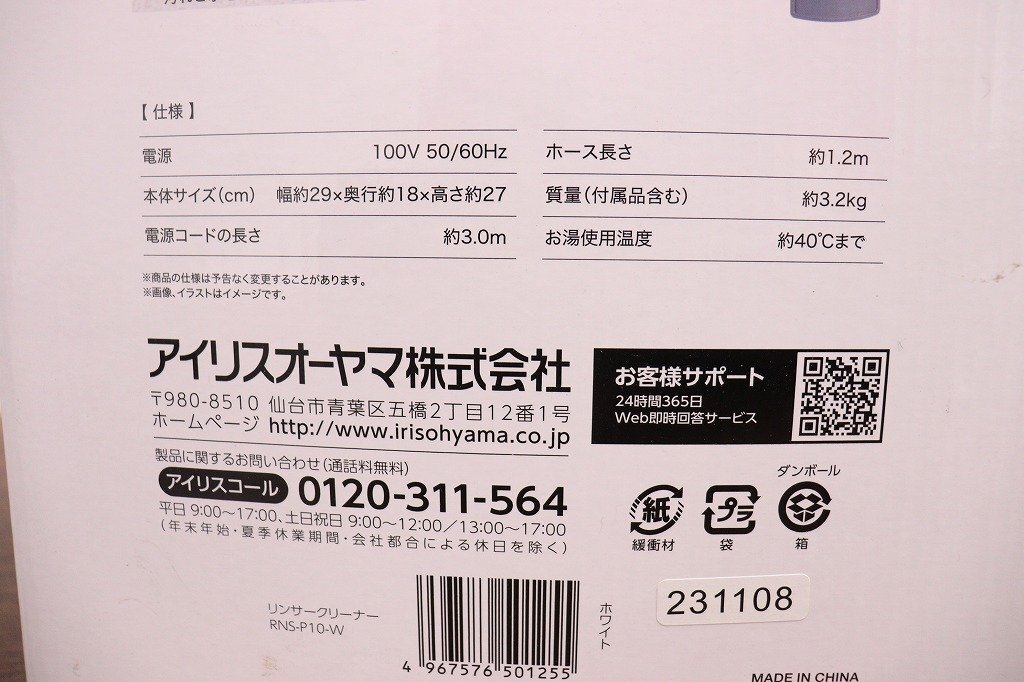 【 仕様 】
電源 100V 50/60Hz
本体サイズ(cm) 幅約29×奥行約18×高さ約27
電源コードの長さ 約3.0m
ホース長さ 約1.2m
質量(付属品含む) 約3.2kg
お湯使用温度 約40℃まで
※商品の仕様は予告なく変更することがあります。
※画像、イラストはイメージです。
アイリスオーヤマ株式会社
〒980-8510 仙台市青葉区五橋2丁目12番1号
ホームページ http://www.irisohyama.co.jp
製品に関するお問い合わせ(通話料無料)
アイリスコール 0120-311-564
平日 9:00〜17:00、土日祝日 9:00〜12:00/13:00〜17:00
(年末年始・夏季休業期間・会社都合による休日を除く)
お客様サポート
24時間365日
Web即時回答サービス
ダンボール
紙 プラ
緩衝材 袋 箱
リンサークリーナー
RNS-P10-W
4 967576 501255
ホワイト
231108
MADE IN CHINA